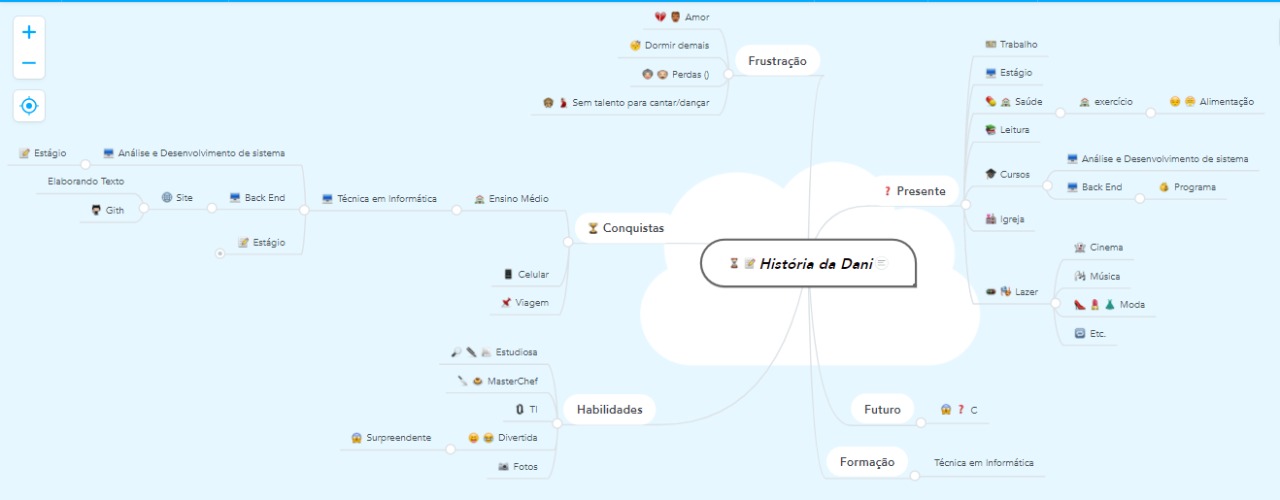 História da Dani
Frustração
Amor
Dormir demais
Perdas ()
Sem talento para cantar/dançar
Conquistas
Ensino Médio
Técnica em Informática
Análise e Desenvolvimento de sistema
Estágio
Back End
Site
Elaborando Texto
Gith
Estágio
Celular
Viagem
Habilidades
Estudiosa
MasterChef
TI
Divertida
Surpreendente
Fotos
Presente
Trabalho
Estágio
Saúde
exercício
Alimentação
Leitura
Cursos
Análise e Desenvolvimento de sistema
Back End
Programa
Igreja
Lazer
Cinema
Música
Moda
Etc.
Futuro
C
Formação
Técnica em Informática